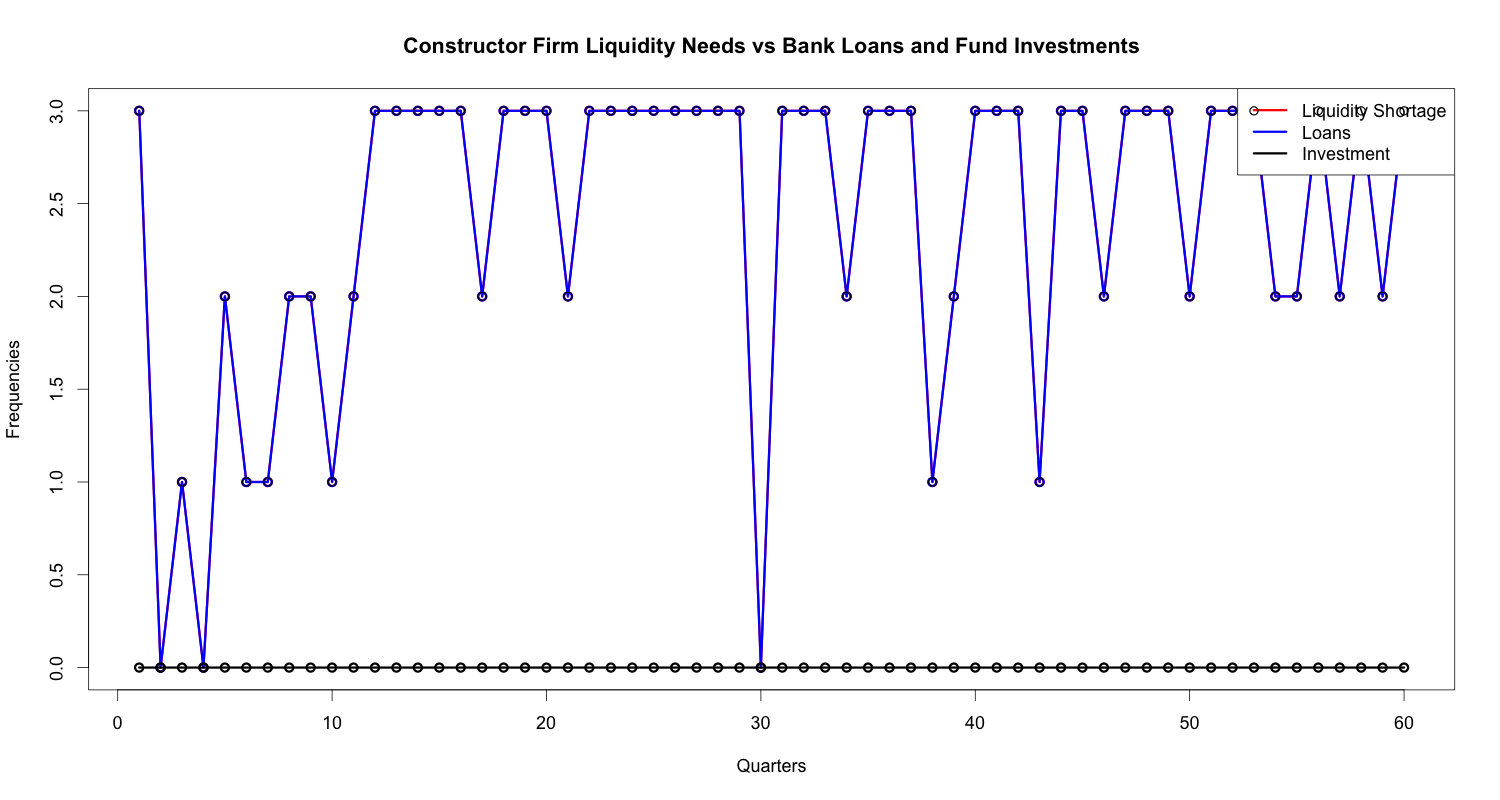 Constructor Firm Liquidity Needs vs Bank Loans and Fund Investments
3.0
2.5
2.0
1.5
1.0
0.5
0.0
Frequencies
Liquidity Shortage
Loans
Investment
0 10 20 30 40 50 60
Quarters